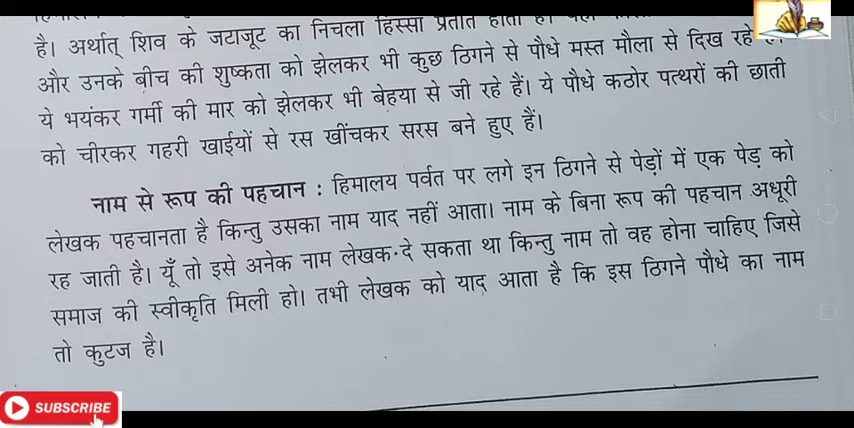 है। अर्थात् शिव के जटाजूट का निचला हिस्सा प्रतीत होता है।
और उनके बीच की शुष्कता को झेलकर भी कुछ ठिगने से पौधे मस्त मौला से दिख रहे
ये भयंकर गर्मी की मार को झेलकर भी बेहया से जी रहे हैं। ये पौधे कठोर पत्थरों की छाती
को चीरकर गहरी खाईयों से रस खींचकर सरस बने हुए हैं।
नाम से रूप की पहचान : हिमालय पर्वत पर लगे इन ठिगने से पेड़ों में एक पेड़ को
लेखक पहचानता है किन्तु उसका नाम याद नहीं आता। नाम के बिना रूप की पहचान अधूरी
रह जाती है। यूँ तो इसे अनेक नाम लेखक दे सकता था किन्तु नाम तो वह होना चाहिए जिसे
समाज की स्वीकृति मिली हो। तभी लेखक को याद आता है कि इस ठिगने पौधे का नाम
तो कुटज है।
SUBSCRIBE